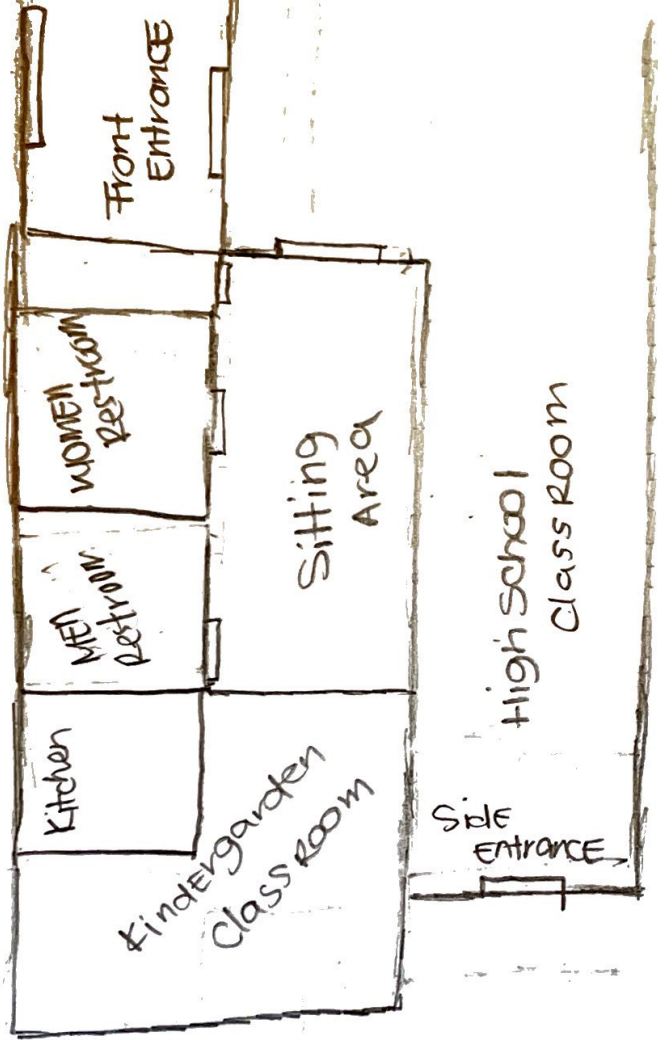 Front
Entrance
Women
Restroom
Men
Restroom
Kitchen
Sitting
Area
Kindergarden
Class Room
High School
Class Room
Side
Entrance